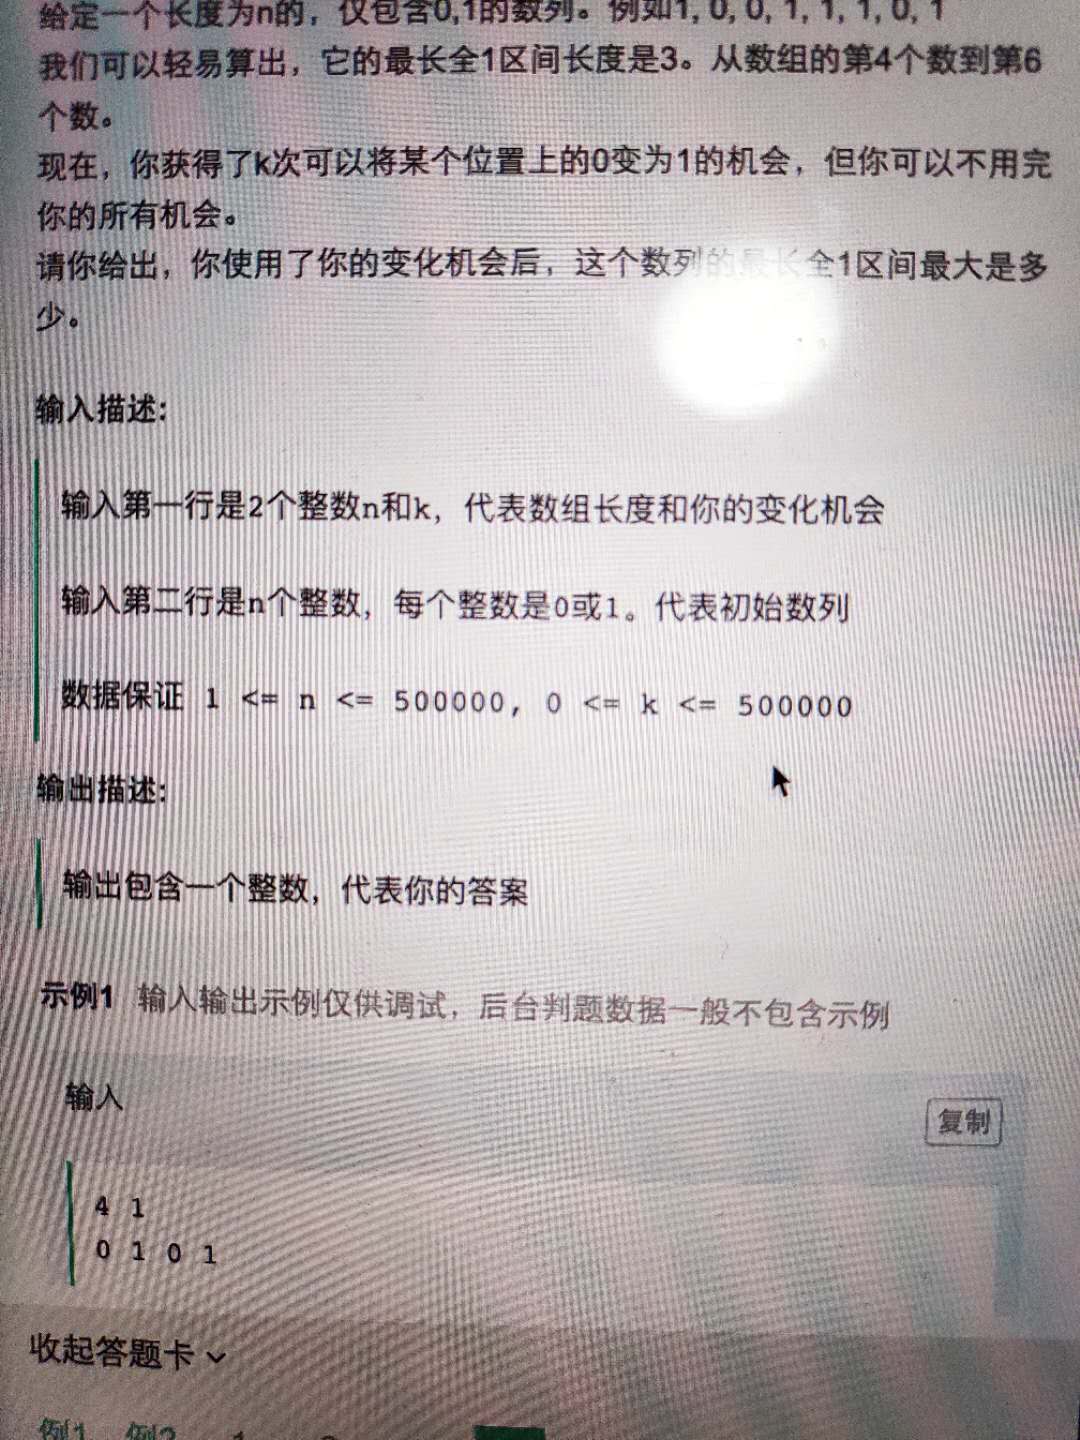 给定一个长度为n的，仅包含0,1的数列。例如1, 0, 0, 1, 1, 1, 0, 1
我们可以轻易算出，它的最长全1区间长度是3。从数组的第4个数到第6
个数。
现在，你获得了k次可以将某个位置上的0变为1的机会，但你可以不用完
你的所有机会。
请你给出，你使用了你的变化机会后，这个数列的最长全1区间最大是多
少。
输入描述:
输入第一行是2个整数n和k，代表数组长度和你的变化机会
输入第二行是n个整数，每个整数是0或1。代表初始数列
数据保证 1 <= n <= 500000, 0 <= k <= 500000
输出描述:
输出包含一个整数，代表你的答案
示例1 输入输出示例仅供调试，后台判题数据一般不包含示例
输入
复制
4 1
0 1 0 1
收起答题卡
例1 例2